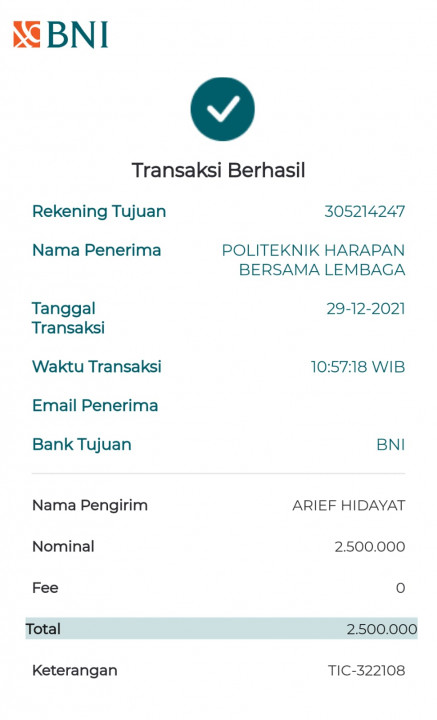 BNI
Transaksi Berhasil
Rekening Tujuan 305214247
Nama Penerima POLITEKNIK HARAPAN
BERSAMA LEMBAGA
Tanggal 29-12-2021
Transaksi
Waktu Transaksi 10:57:18 WIB
Email Penerima
Bank Tujuan BNI
Nama Pengirim ARIEF HIDAYAT
Nominal 2.500.000
Fee 0
Total 2.500.000
Keterangan TIC-322108